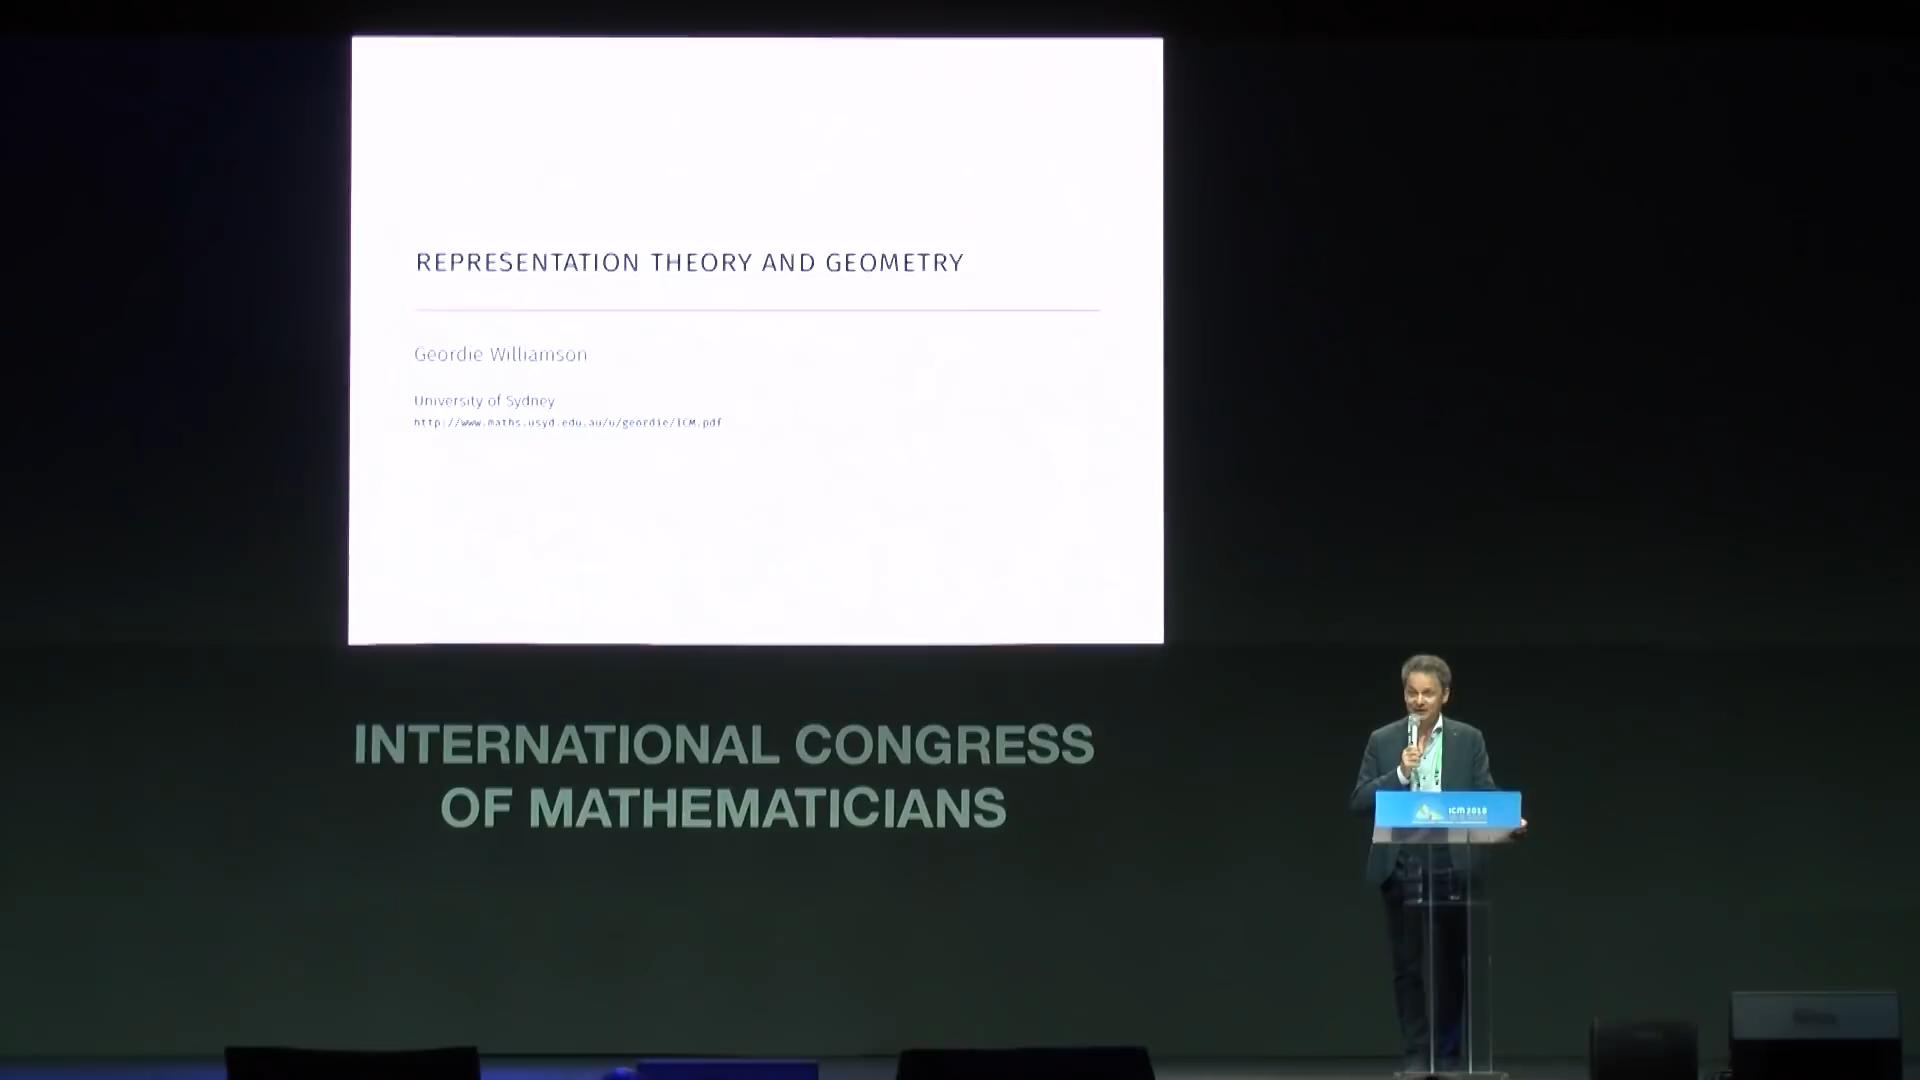 REPRESENTATION THEORY AND GEOMETRY
Geordie Williamson
University of Sydney
http://www.maths.usyd.edu.au/u/geordie/ICM.pdf
INTERNATIONAL CONGRESS
OF MATHEMATICIANS
ICM 2018